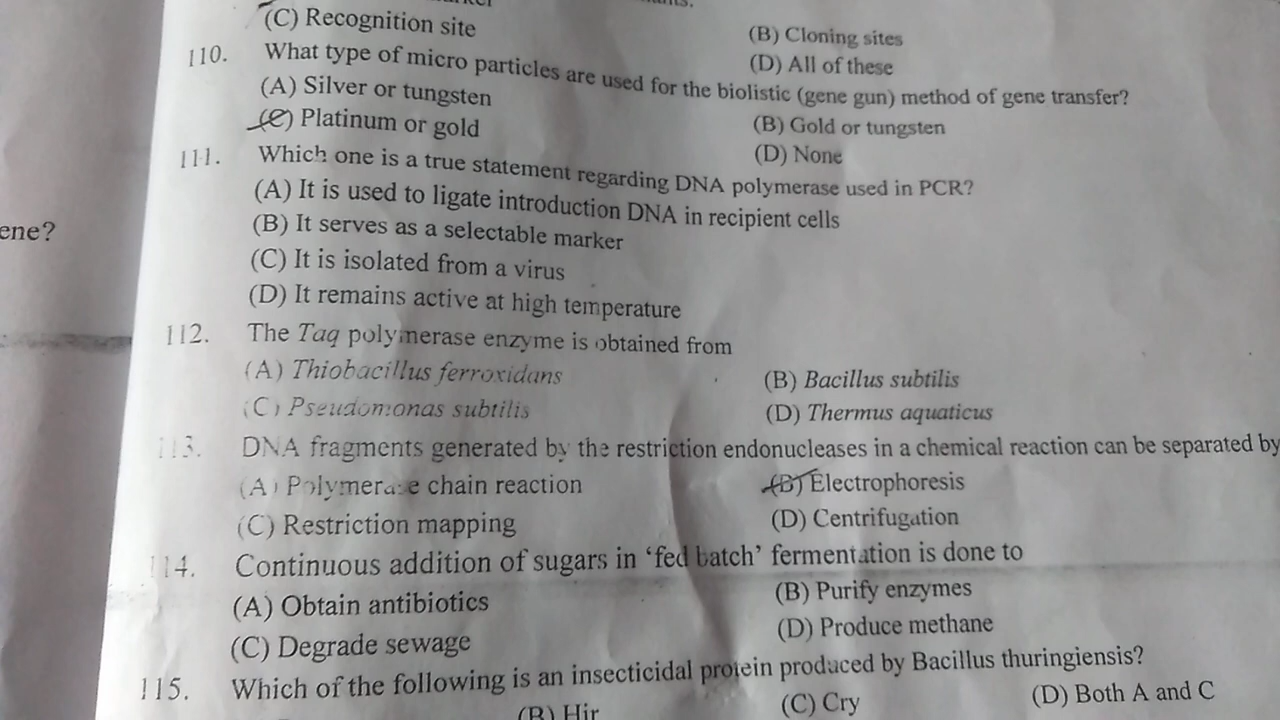 (C) Recognition site (B) Cloning sites
(D) All of these
110. What type of micro particles are used for the biolistic (gene gun) method of gene transfer?
(A) Silver or tungsten (B) Gold or tungsten
(C) Platinum or gold (D) None
111. Which one is a true statement regarding DNA polymerase used in PCR?
(A) It is used to ligate introduction DNA in recipient cells
(B) It serves as a selectable marker
(C) It is isolated from a virus
(D) It remains active at high temperature
ene?
112. The Taq polymerase enzyme is obtained from
(A) Thiobacillus ferroxidans (B) Bacillus subtilis
(C) Pseudomonas subtilis (D) Thermus aquaticus
113. DNA fragments generated by the restriction endonucleases in a chemical reaction can be separated by
(A) Polymerase chain reaction (B) Electrophoresis
(C) Restriction mapping (D) Centrifugation
114. Continuous addition of sugars in ‘fed batch’ fermentation is done to
(A) Obtain antibiotics (B) Purify enzymes
(C) Degrade sewage (D) Produce methane
115. Which of the following is an insecticidal protein produced by Bacillus thuringiensis?
(B) Hir (C) Cry (D) Both A and C